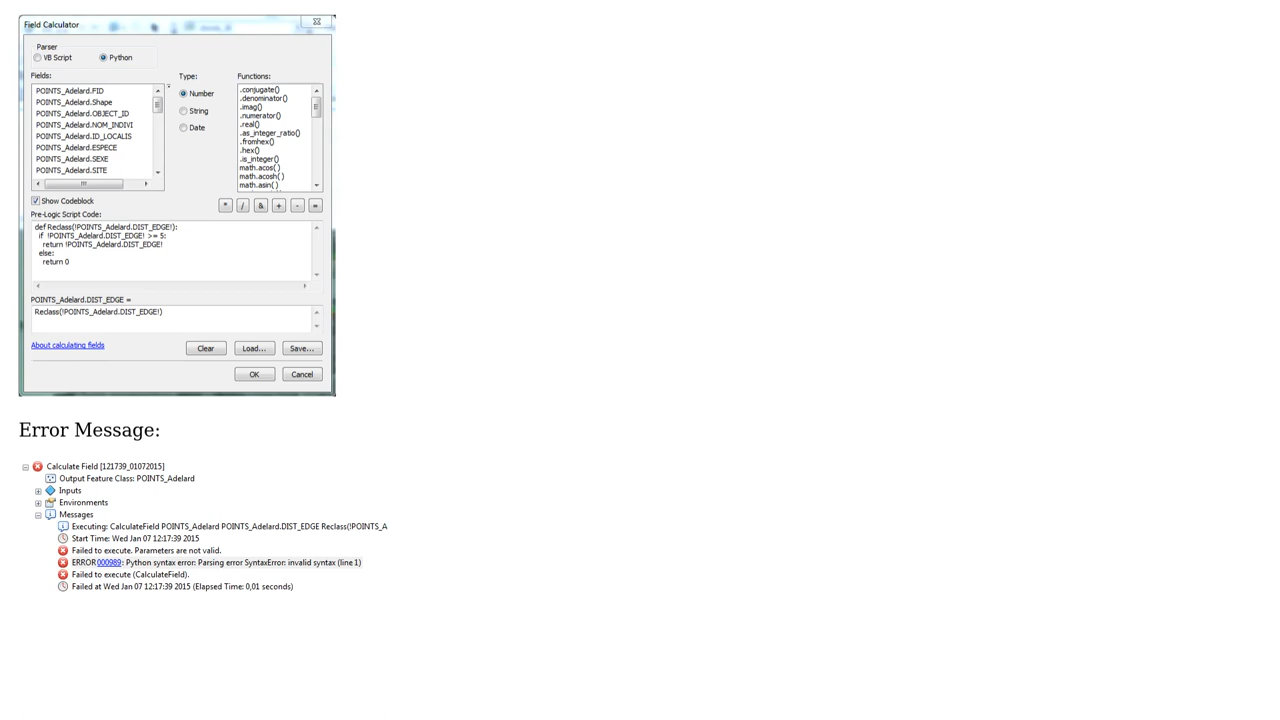 Field Calculator
Parser
VB Script
Python
Fields:
Type:
Functions:
POINTS_Adelard.FID
POINTS_Adelard.Shape
POINTS_Adelard.OBJECT_ID
POINTS_Adelard.NOM_INDIVI
POINTS_Adelard.ID_LOCALIS
POINTS_Adelard.ESPECE
POINTS_Adelard.SEXE
POINTS_Adelard.SITE
Number
String
Date
.conjugate()
.denominator()
.imag()
.numerator()
.real()
.as_integer_ratio()
.fromhex()
.hex()
.is_integer()
math.acos( )
math.acosh( )
math.asin( )
Show Codeblock
* / & + - =
Pre-Logic Script Code:
def Reclass(!POINTS_Adelard.DIST_EDGE!):
if !POINTS_Adelard.DIST_EDGE! >= 5:
return !POINTS_Adelard.DIST_EDGE!
else:
return 0
POINTS_Adelard.DIST_EDGE =
Reclass(!POINTS_Adelard.DIST_EDGE!)
About calculating fields
Clear
Load...
Save...
OK
Cancel
Error Message:
Calculate Field [121739_01072015]
Output Feature Class: POINTS_Adelard
Inputs
Environments
Messages
Executing: CalculateField POINTS_Adelard POINTS_Adelard.DIST_EDGE Reclass(!POINTS_A
Start Time: Wed Jan 07 12:17:39 2015
Failed to execute. Parameters are not valid.
ERROR 000989: Python syntax error: Parsing error SyntaxError: invalid syntax (line 1)
Failed to execute (CalculateField).
Failed at Wed Jan 07 12:17:39 2015 (Elapsed Time: 0,01 seconds)